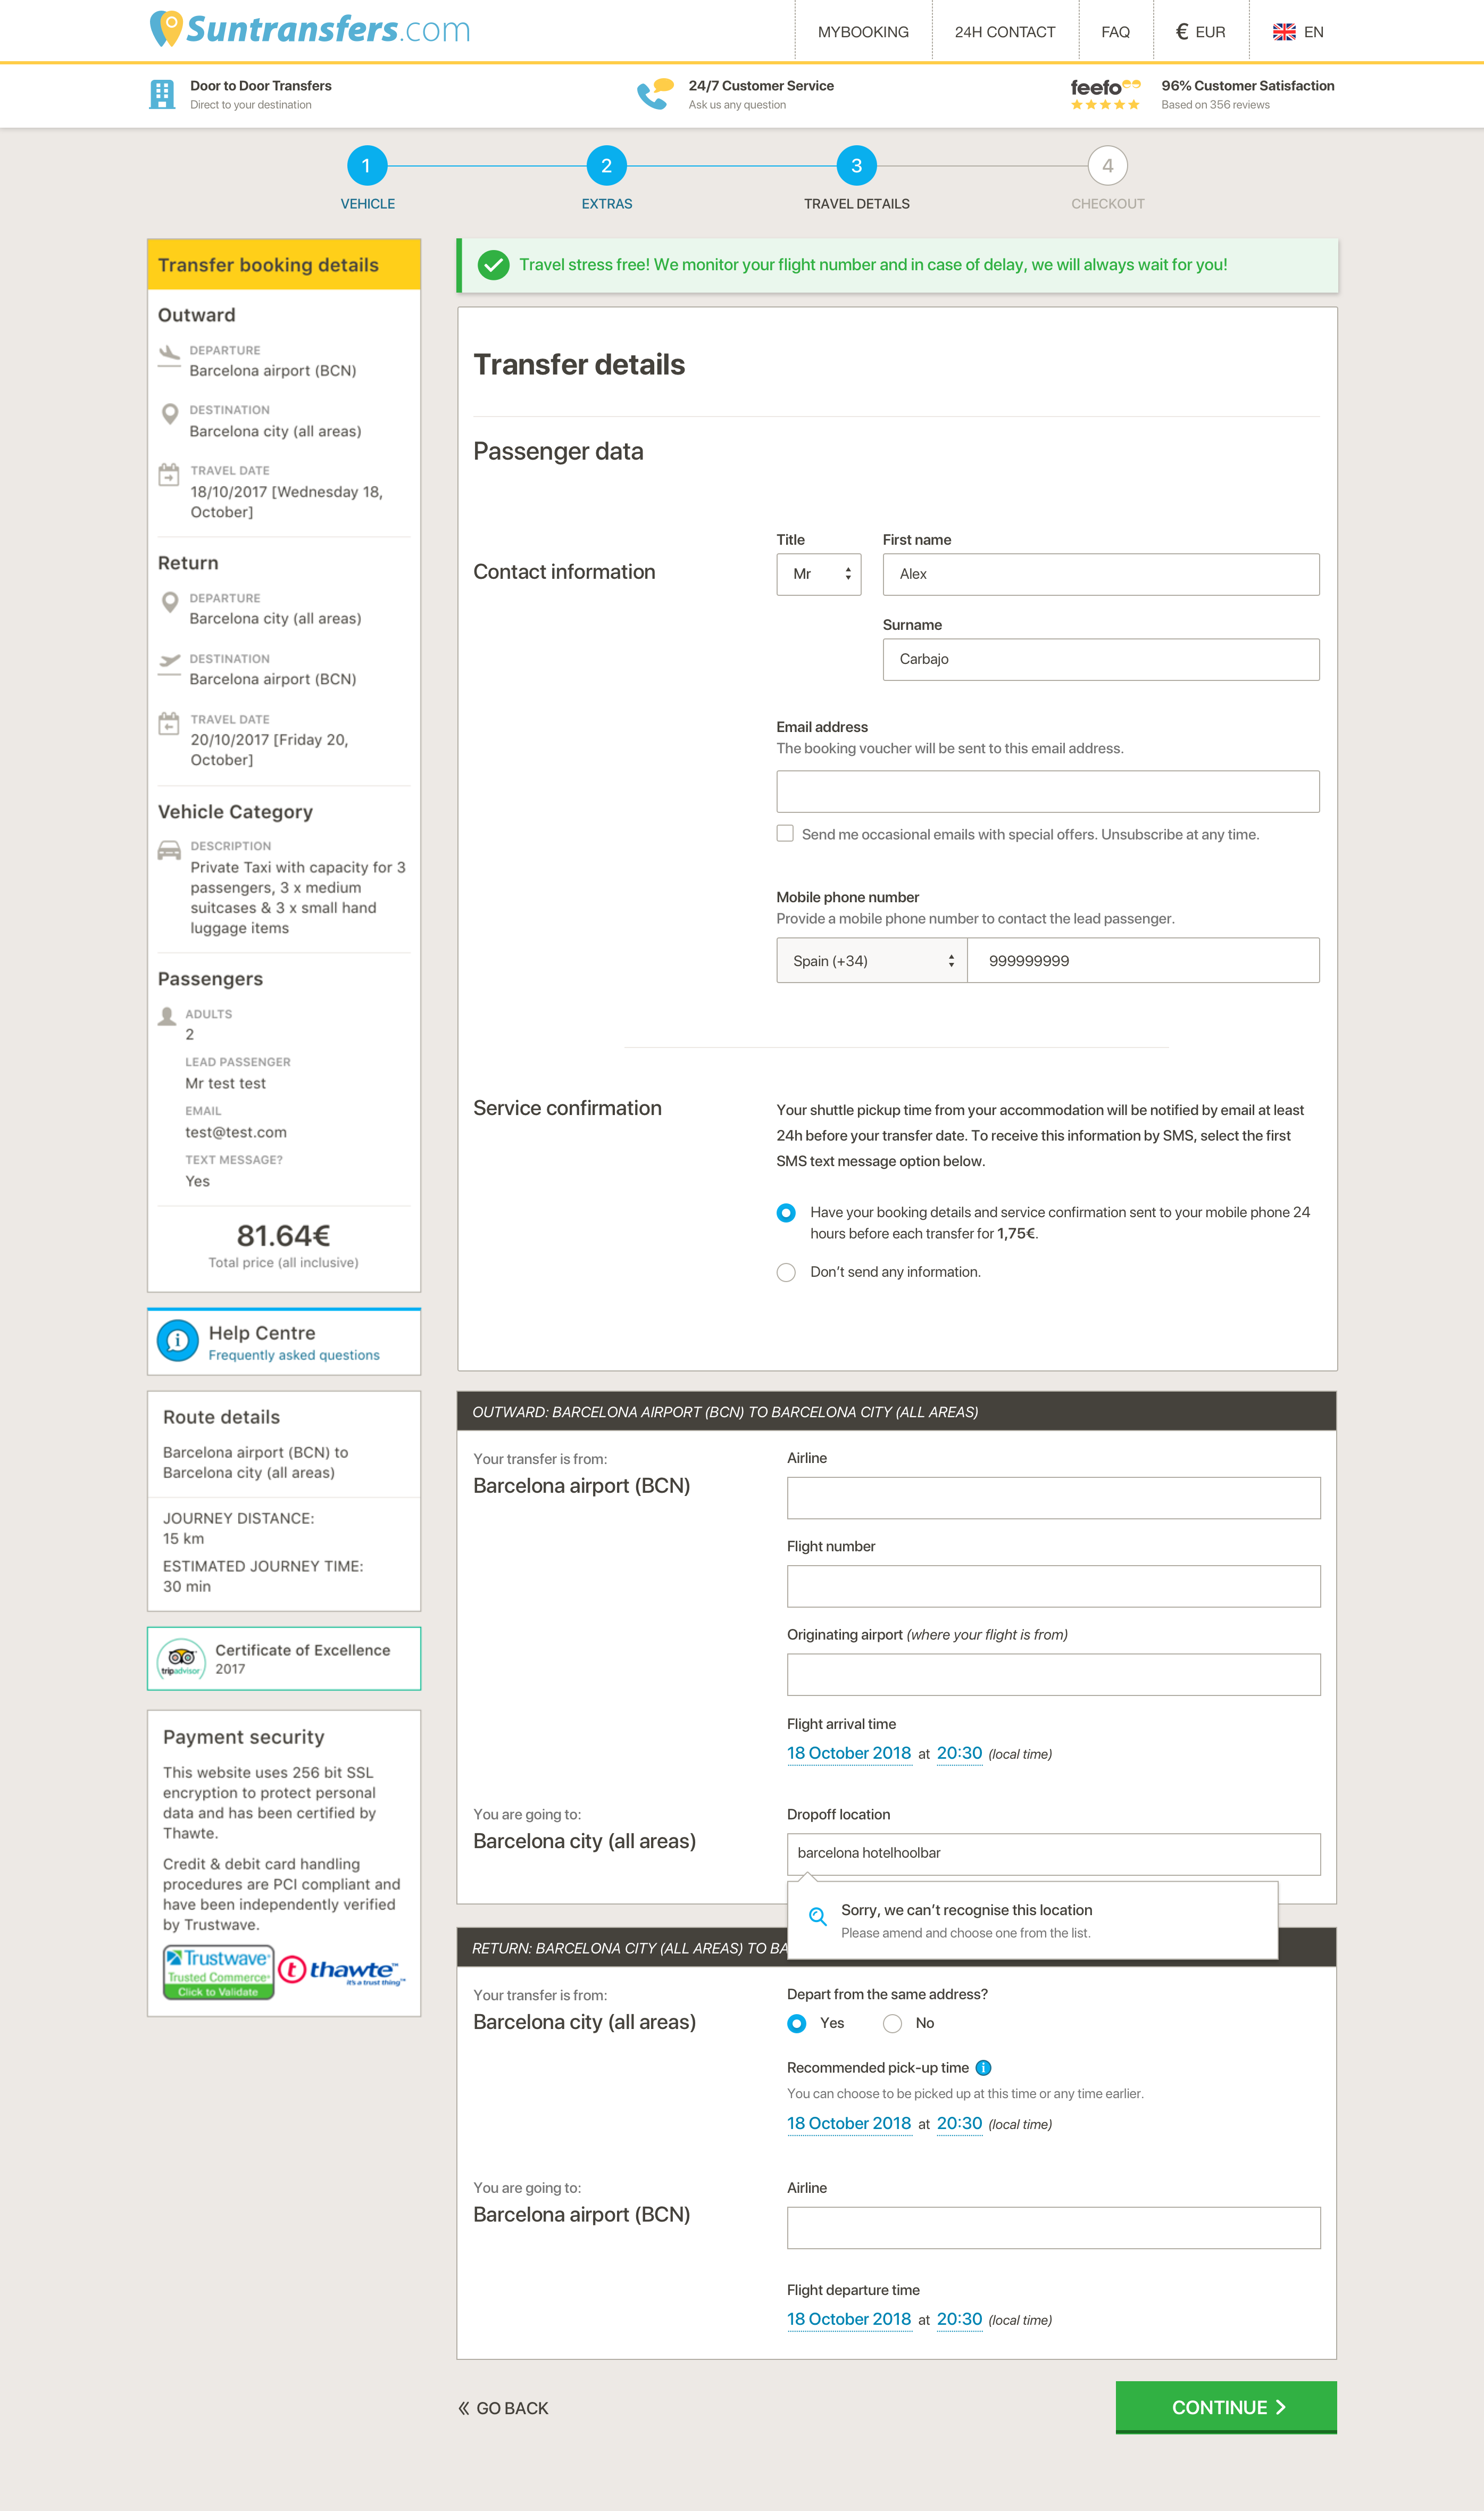 Suntransfers.com
MYBOOKING
24H CONTACT
FAQ
€ EUR
EN
Door to Door Transfers
Direct to your destination
24/7 Customer Service
Ask us any question
feefo
96% Customer Satisfaction
Based on 356 reviews
1
2
3
4
VEHICLE
EXTRAS
TRAVEL DETAILS
CHECKOUT
Transfer booking details
Outward
DEPARTURE
Barcelona airport (BCN)
DESTINATION
Barcelona city (all areas)
TRAVEL DATE
18/10/2017 [Wednesday 18,
October]
Return
DEPARTURE
Barcelona city (all areas)
DESTINATION
Barcelona airport (BCN)
TRAVEL DATE
20/10/2017 [Friday 20,
October]
Vehicle Category
DESCRIPTION
Private Taxi with capacity for 3
passengers, 3 x medium
suitcases & 3 x small hand
luggage items
Passengers
ADULTS
2
LEAD PASSENGER
Mr test test
EMAIL
test@test.com
TEXT MESSAGE?
Yes
81.64€
Total price (all inclusive)
Help Centre
Frequently asked questions
Route details
Barcelona airport (BCN) to
Barcelona city (all areas)
JOURNEY DISTANCE:
15 km
ESTIMATED JOURNEY TIME:
30 min
tripadvisor
Certificate of Excellence
2017
Payment security
This website uses 256 bit SSL
encryption to protect personal
data and has been certified by
Thawte.
Credit & debit card handling
procedures are PCI compliant and
have been independently verified
by Trustwave.
Trustwave®
Trusted Commerce®
Click to Validate
thawte™
it's a trust thing™
Travel stress free! We monitor your flight number and in case of delay, we will always wait for you!
Transfer details
Passenger data
Contact information
Title
First name
Mr
Alex
Surname
Carbajo
Email address
The booking voucher will be sent to this email address.
Send me occasional emails with special offers. Unsubscribe at any time.
Mobile phone number
Provide a mobile phone number to contact the lead passenger.
Spain (+34)
999999999
Service confirmation
Your shuttle pickup time from your accommodation will be notified by email at least
24h before your transfer date. To receive this information by SMS, select the first
SMS text message option below.
Have your booking details and service confirmation sent to your mobile phone 24
hours before each transfer for 1,75€.
Don't send any information.
OUTWARD: BARCELONA AIRPORT (BCN) TO BARCELONA CITY (ALL AREAS)
Your transfer is from:
Barcelona airport (BCN)
Airline
Flight number
Originating airport (where your flight is from)
Flight arrival time
18 October 2018 at 20:30 (local time)
You are going to:
Barcelona city (all areas)
Dropoff location
barcelona hotelhoolbar
Sorry, we can't recognise this location
Please amend and choose one from the list.
RETURN: BARCELONA CITY (ALL AREAS) TO BA
Your transfer is from:
Barcelona city (all areas)
Depart from the same address?
Yes
No
Recommended pick-up time
You can choose to be picked up at this time or any time earlier.
18 October 2018 at 20:30 (local time)
You are going to:
Barcelona airport (BCN)
Airline
Flight departure time
18 October 2018 at 20:30 (local time)
« GO BACK
CONTINUE >